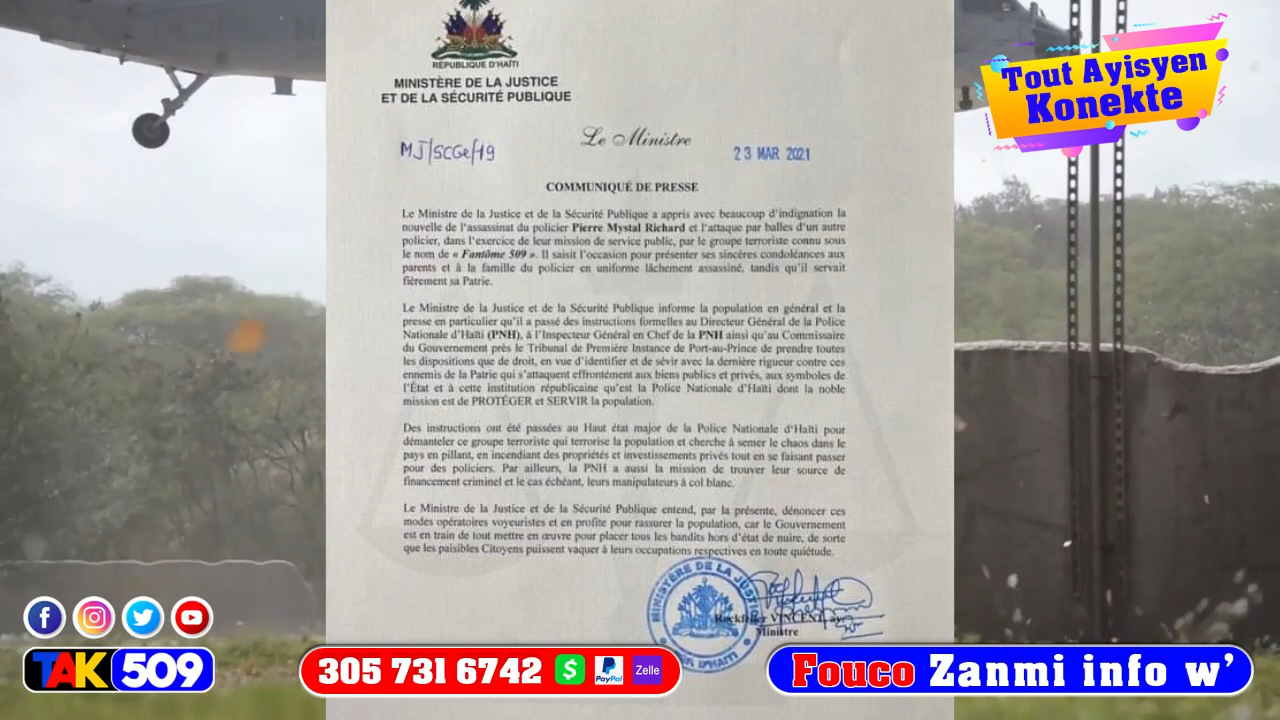 RÉPUBLIQUE D'HAÏTI
MINISTÈRE DE LA JUSTICE
ET DE LA SÉCURITÉ PUBLIQUE
Tout Ayisyen
Konekte
Le Ministre
MJ/SCGe/19
23 MAR 2021
COMMUNIQUÉ DE PRESSE
Le Ministre de la Justice et de la Sécurité Publique a appris avec beaucoup d'indignation la
nouvelle de l'assassinat du policier Pierre Mystal Richard et l'attaque par balles d'un autre
policier, dans l'exercice de leur mission de service public, par le groupe terroriste connu sous
le nom de « Fantôme 509 ». Il saisit l'occasion pour présenter ses sincères condoléances aux
parents et à la famille du policier en uniforme lâchement assassiné, tandis qu'il servait
fièrement sa Patrie.
Le Ministre de la Justice et de la Sécurité Publique informe la population en général et la
presse en particulier qu'il a passé des instructions formelles au Directeur Général de la Police
Nationale d'Haïti (PNH), à l'Inspecteur Général en Chef de la PNH ainsi qu'au Commissaire
du Gouvernement près le Tribunal de Première Instance de Port-au-Prince de prendre toutes
les dispositions que de droit, en vue d'identifier et de sévir avec la dernière rigueur contre ces
ennemis de la Patrie qui s'attaquent effrontément aux biens publics et privés, aux symboles de
l'État et à cette institution républicaine qu'est la Police Nationale d'Haïti dont la noble
mission est de PROTÉGER et SERVIR la population.
Des instructions ont été passées au Haut état major de la Police Nationale d'Haïti pour
démanteler ce groupe terroriste qui terrorise la population et cherche à semer le chaos dans le
pays en pillant, en incendiant des propriétés et investissements privés tout en se faisant passer
pour des policiers. Par ailleurs, la PNH a aussi la mission de trouver leur source de
financement criminel et le cas échéant, leurs manipulateurs à col blanc.
Le Ministre de la Justice et de la Sécurité Publique entend, par la présente, dénoncer ces
modes opératoires voyeuristes et en profite pour rassurer la population, car le Gouvernement
est en train de tout mettre en œuvre pour placer tous les bandits hors d'état de nuire, de sorte
que les paisibles Citoyens puissent vaquer à leurs occupations respectives en toute quiétude.
MINISTÈRE DE LA JUSTICE
Rockfeller VINCENT, av.
Ministre
D'HAITI
TAK 509
305 731 6742
PayPal
Zelle
Fouco Zanmi info w'